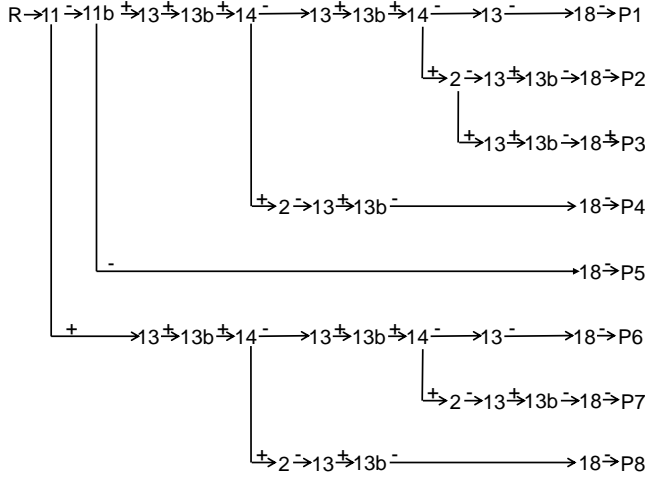 R 11 - 11b + 13 + 13b + 14 - 13 + 13b + 14 - 13 - 18 - P1
+ 2 - 13 + 13b - 18 - P2
+ 13 + 13b - 18 + P3
+ 2 - 13 + 13b - 18 - P4
- 18 - P5
+ 13 + 13b + 14 - 13 + 13b + 14 - 13 - 18 - P6
+ 2 - 13 + 13b - 18 - P7
+ 2 - 13 + 13b - 18 - P8